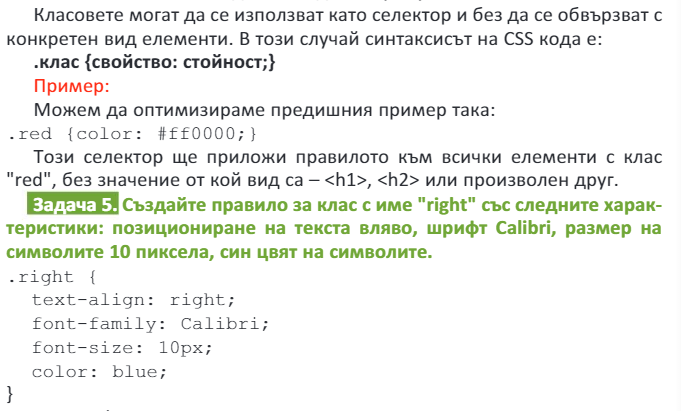 Класовете могат да се използват като селектор и без да се обвързват с
конкретен вид елементи. В този случай синтаксисът на CSS кода е:
.клас {свойство: стойност;}
Пример:
Можем да оптимизираме предишния пример така:
.red {color: #ff0000;}
Този селектор ще приложи правилото към всички елементи с клас
"red", без значение от кой вид са – <h1>, <h2> или произволен друг.
Задача 5. Създайте правило за клас с име "right" със следните харак-
теристики: позициониране на текста вляво, шрифт Calibri, размер на
символите 10 пиксела, син цвят на символите.
.right {
text-align: right;
font-family: Calibri;
font-size: 10px;
color: blue;
}